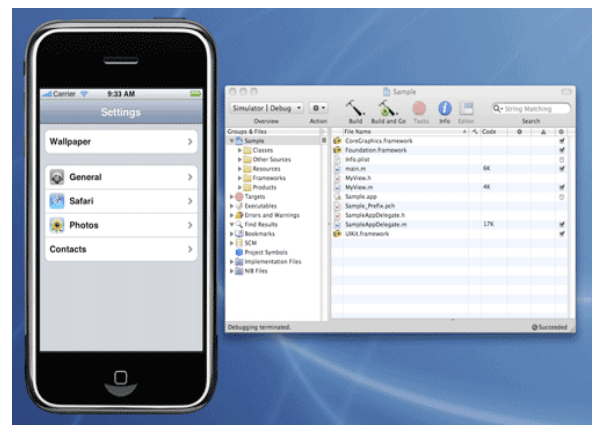 Carrier 9:33 AM
Settings
Wallpaper
General
Safari
Photos
Contacts
Sample
Simulator | Debug
Overview Action Build Build and Go Tasks Info Editor Search
String Matching
Groups & Files
File Name Code
Sample
Classes
Other Sources
Resources
Frameworks
Products
Targets
Executables
Errors and Warnings
Find Results
Bookmarks
SCM
Project Symbols
Implementation Files
NIB Files
CoreGraphics.framework
Foundation.framework
Info.plist
main.m 6K
MyView.h
MyView.m 4K
Sample.app
Sample_Prefix.pch
SampleAppDelegate.h
SampleAppDelegate.m 17K
UIKit.framework
Debugging terminated.
Succeeded